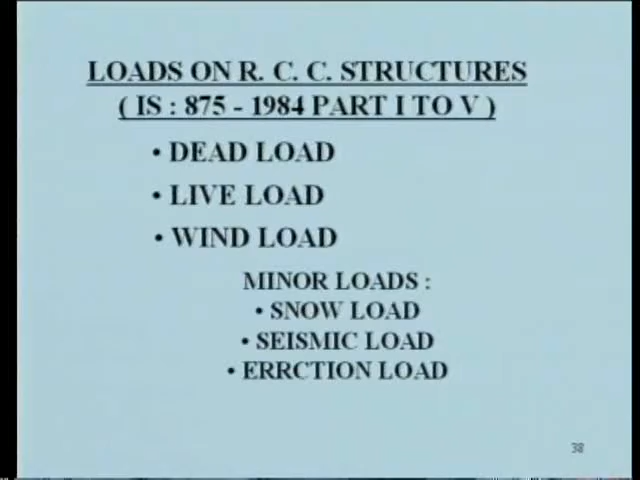 LOADS ON R. C. C. STRUCTURES
( IS : 875 - 1984 PART I TO V )
• DEAD LOAD
• LIVE LOAD
• WIND LOAD
MINOR LOADS :
• SNOW LOAD
• SEISMIC LOAD
• ERRCTION LOAD
38